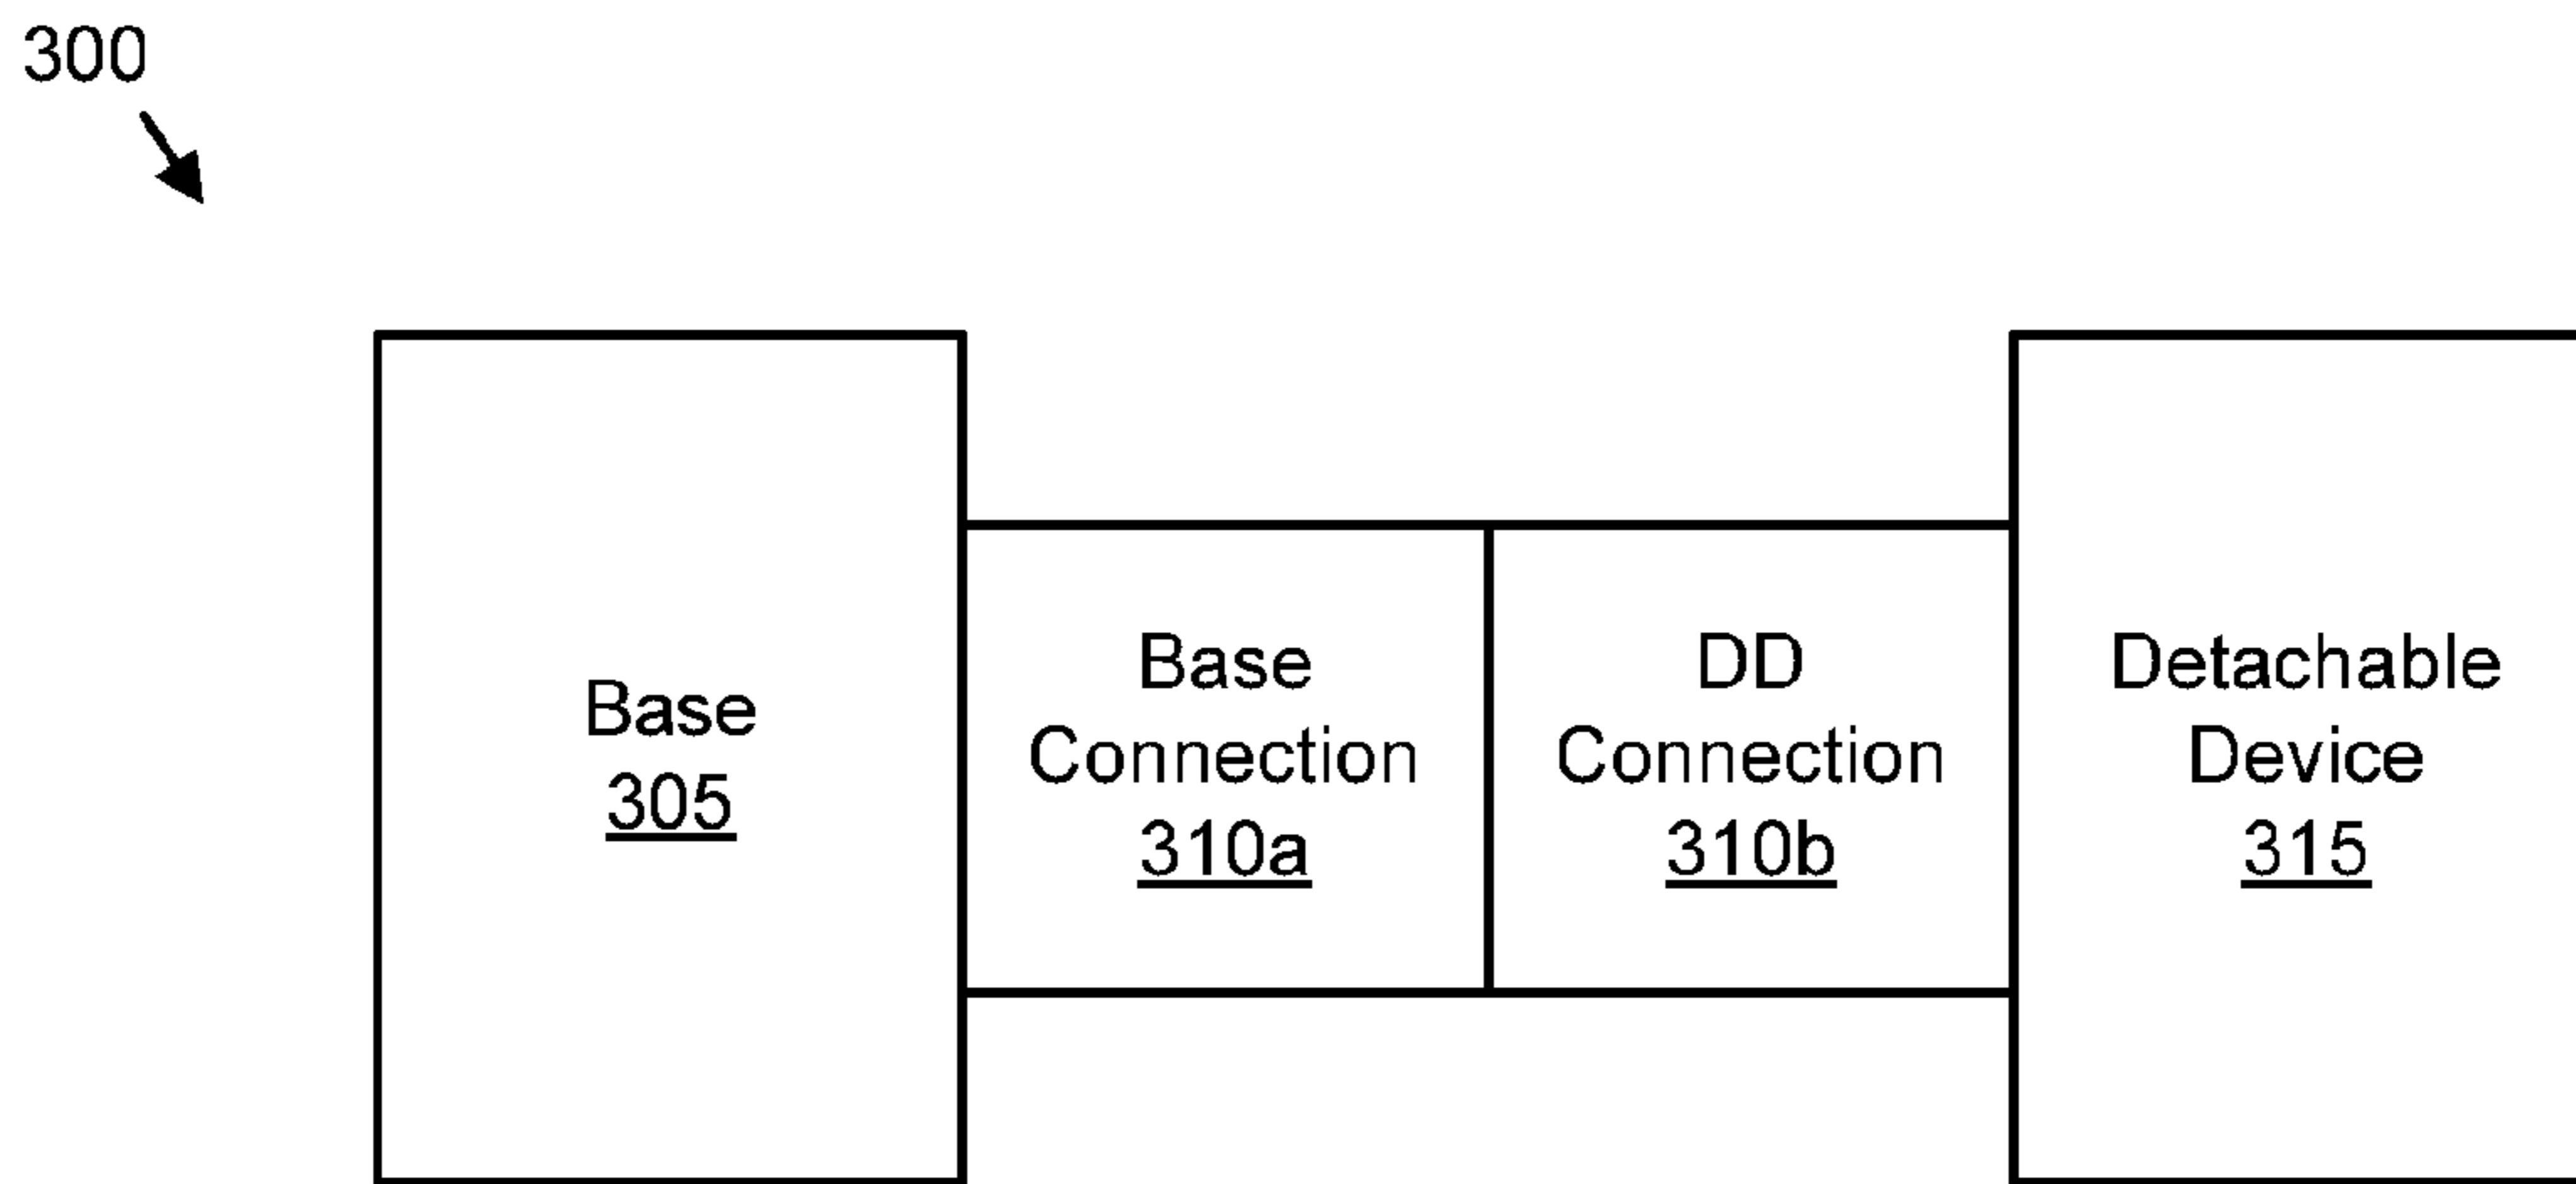 300
Base
305
Base
Connection
310a
DD
Connection
310b
Detachable
Device
315